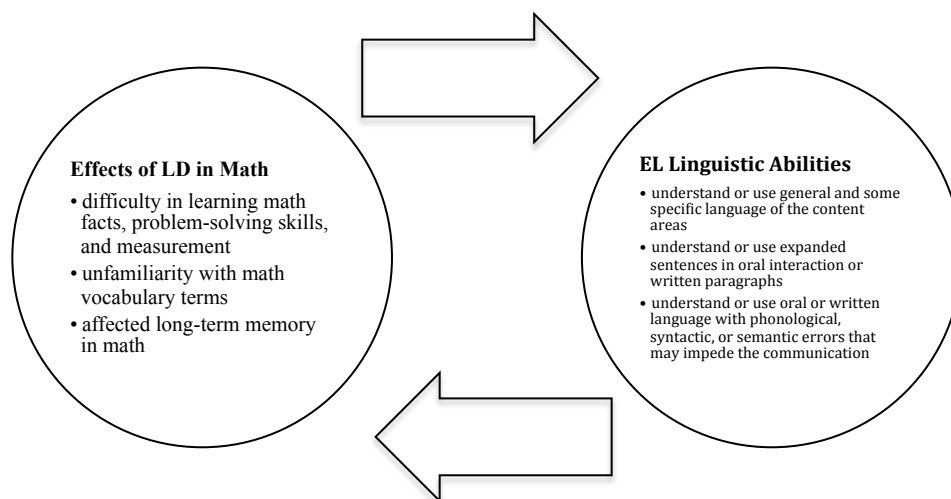 Effects of LD in Math
• difficulty in learning math
facts, problem-solving skills,
and measurement
• unfamiliarity with math
vocabulary terms
• affected long-term memory
in math
EL Linguistic Abilities
• understand or use general and some
specific language of the content
areas
• understand or use expanded
sentences in oral interaction or
written paragraphs
• understand or use oral or written
language with phonological,
syntactic, or semantic errors that
may impede the communication